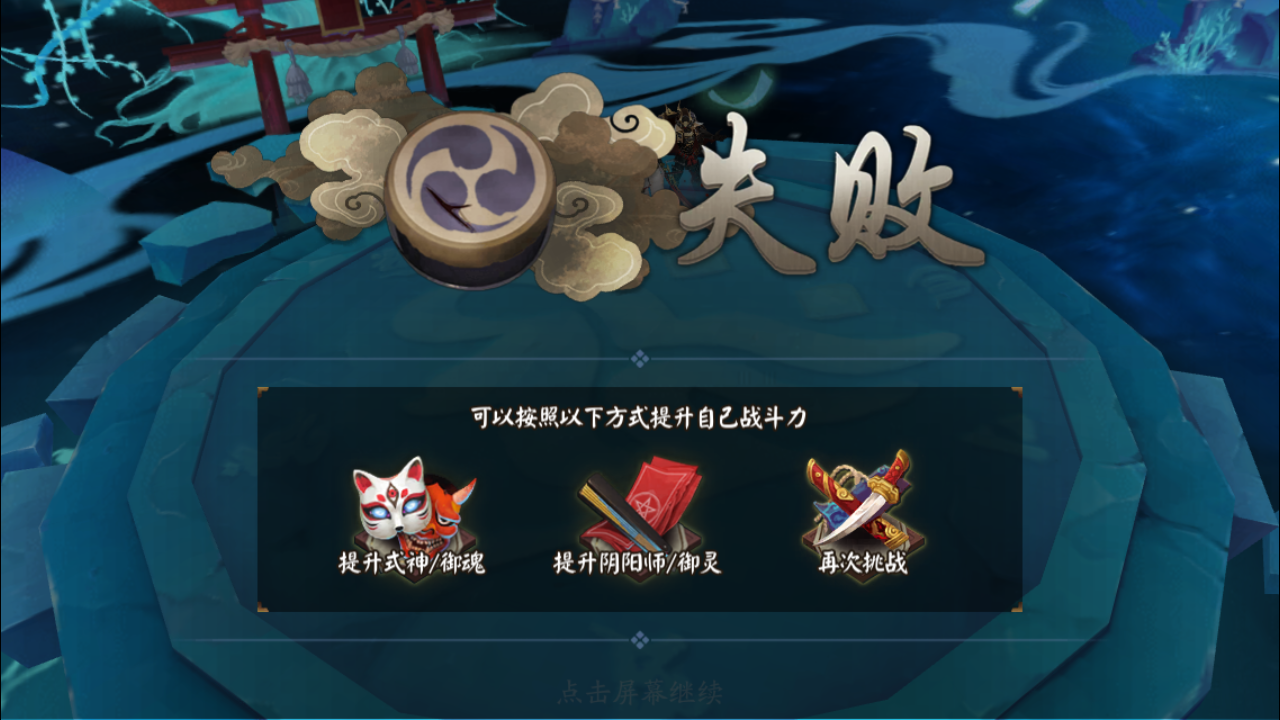 失败
可以按照以下方式提升自己战斗力
提升式神/御魂
提升阴阳师/御灵
再次挑战
点击屏幕继续